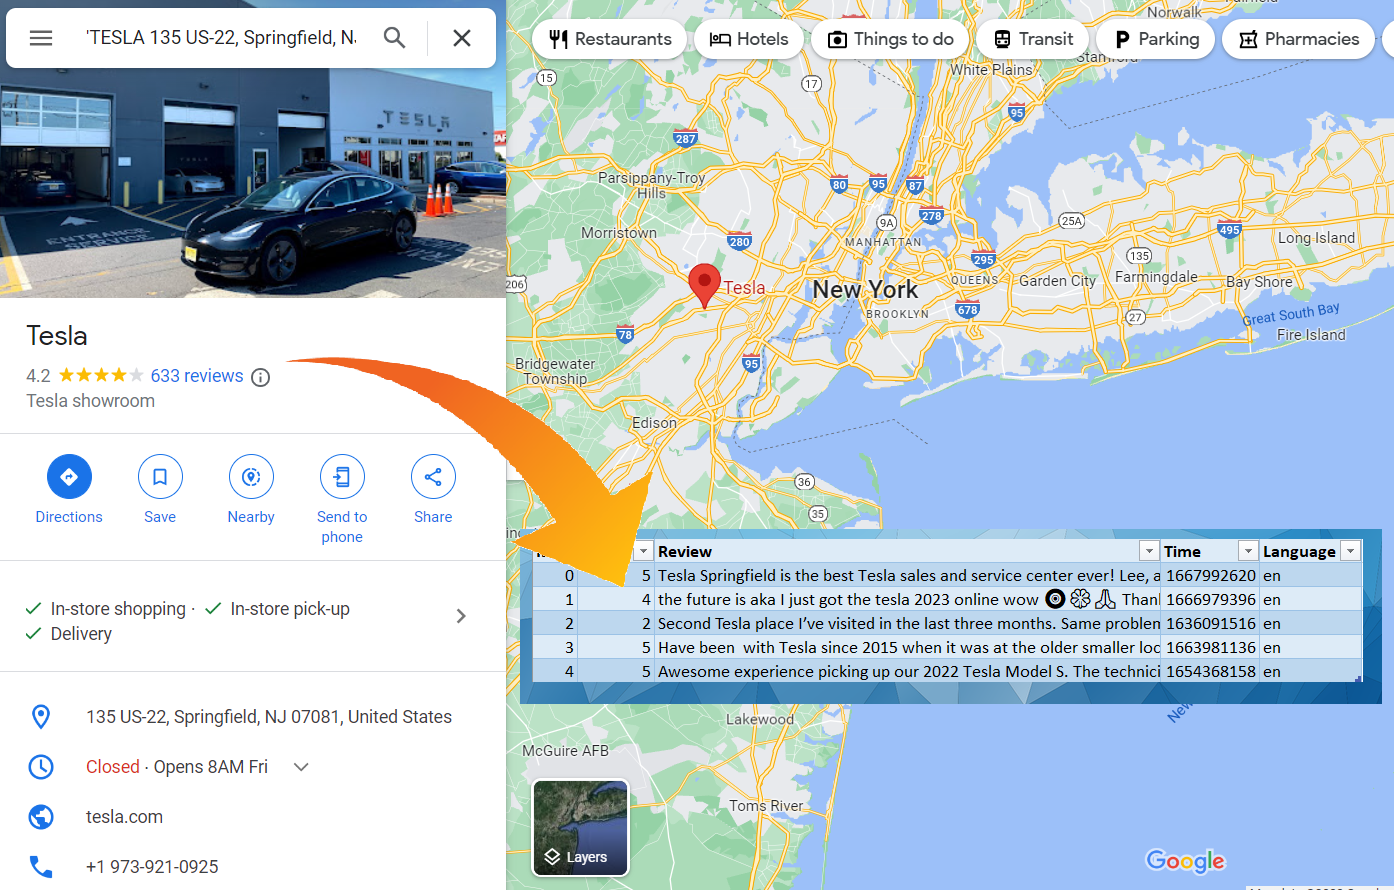 'TESLA 135 US-22, Springfield, NJ
TESLA
ENTRANCE
SERVICE
Tesla
4.2 633 reviews
Tesla showroom
Directions
Save
Nearby
Send to
phone
Share
In-store shopping · In-store pick-up
Delivery
135 US-22, Springfield, NJ 07081, United States
Closed · Opens 8AM Fri
tesla.com
+1 973-921-0925
Restaurants
Hotels
Things to do
Transit
Parking
Pharmacies
Norwalk
Stamford
White Plains
15
17
95
287
Parsippany-Troy
Hills
80
95
87
278
9A
25A
Morristown
MANHATTAN
280
495
Long Island
295
135
206
Tesla
New York
QUEENS
Garden City
Farmingdale
Bay Shore
BROOKLYN
678
27
Great South Bay
Fire Island
78
Bridgewater
Township
95
Edison
36
35
Review Time Language
0 5 Tesla Springfield is the best Tesla sales and service center ever! Lee, a 1667992620 en
1 4 the future is aka I just got the tesla 2023 online wow Thank 1666979396 en
2 2 Second Tesla place I’ve visited in the last three months. Same problem 1636091516 en
3 5 Have been with Tesla since 2015 when it was at the older smaller loc 1663981136 en
4 5 Awesome experience picking up our 2022 Tesla Model S. The technici 1654368158 en
Lakewood
McGuire AFB
Toms River
Layers
Google